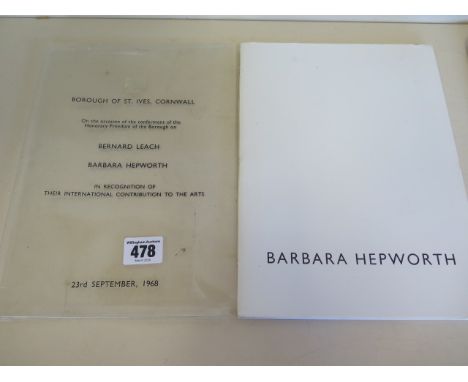 BOROUGH OF ST. IVES, CORNWALL
On the occasion of the conferment of the
Honorary Freedom of the Borough on
BERNARD LEACH
BARBARA HEPWORTH
IN RECOGNITION OF
THEIR INTERNATIONAL CONTRIBUTION TO THE ARTS
Willingham Auctions
478
23rd SEPTEMBER, 1968
BARBARA HEPWORTH